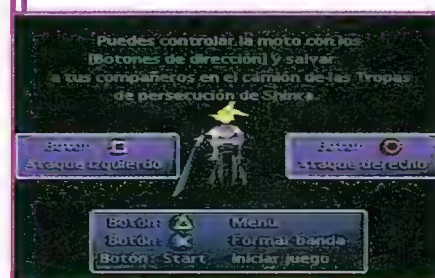 Puedes controlar la moto con los
[Botones de dirección] y salvar
a tus compañeros en el camión de las Tropas
de persecución de Shinra.
Botón
Botón
Ataque izquierdo
Ataque derecho
Botón: Menú
Botón: Formar banda
Botón: Start Iniciar juego